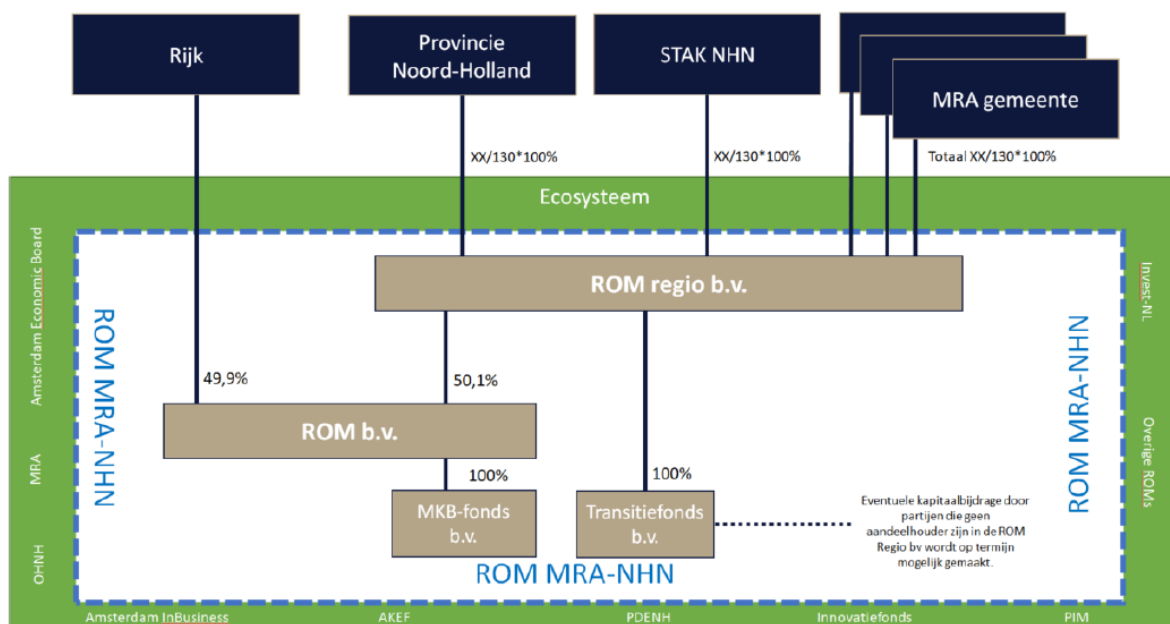 Rijk
Provincie
Noord-Holland
STAK NHN
MRA gemeente
XX/130*100%
XX/130*100%
Totaal XX/130*100%
Ecosysteem
Amsterdam Economic Board
MRA
OHNH
ROM MRA-NHN
ROM regio b.v.
49,9%
50,1%
ROM b.v.
100%
100%
MKB-fonds
b.v.
Transitiefonds
b.v.
Eventuele kapitaalbijdrage door
partijen die geen
aandeelhouder zijn in de ROM
Regio bv wordt op termijn
mogelijk gemaakt.
ROM MRA-NHN
ROM MRA-NHN
Invest-NL
Overige ROMs
Amsterdam InBusiness
AKEF
PDENH
Innovatiefonds
PIM